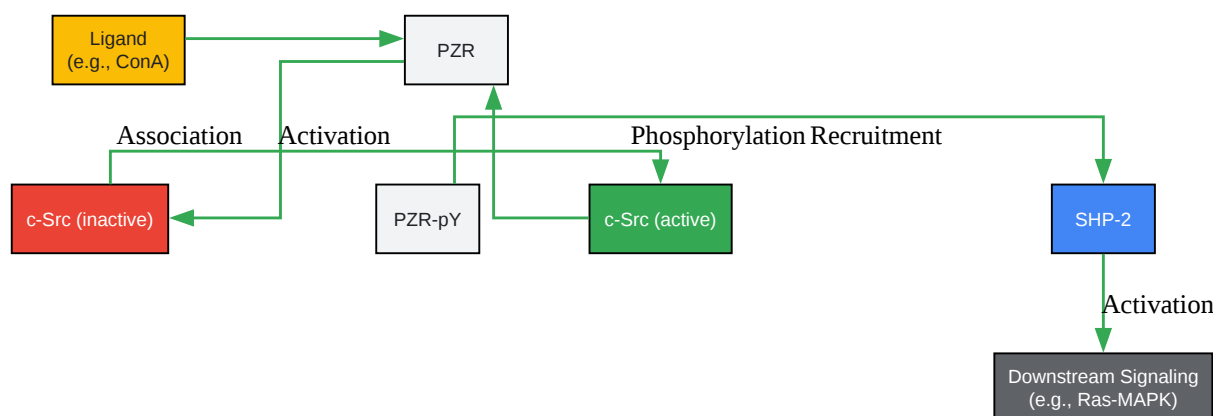 Ligand
(e.g., ConA)
PZR
Association
Activation
Phosphorylation
Recruitment
c-Src (inactive)
PZR-pY
c-Src (active)
SHP-2
Activation
Downstream Signaling
(e.g., Ras-MAPK)